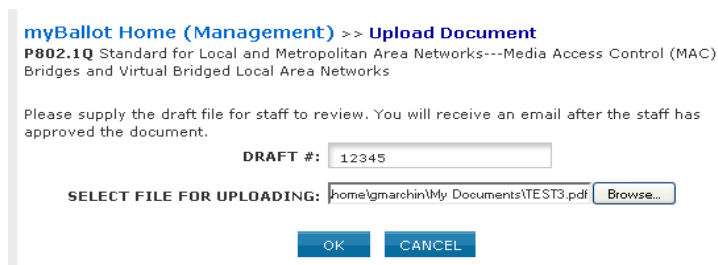 myBallot Home (Management) >> Upload Document
P802.1Q Standard for Local and Metropolitan Area Networks---Media Access Control (MAC)
Bridges and Virtual Bridged Local Area Networks
Please supply the draft file for staff to review. You will receive an email after the staff has
approved the document.
DRAFT #: 12345
SELECT FILE FOR UPLOADING: home\gmarchin\My Documents\TEST3.pdf Browse...
OK CANCEL